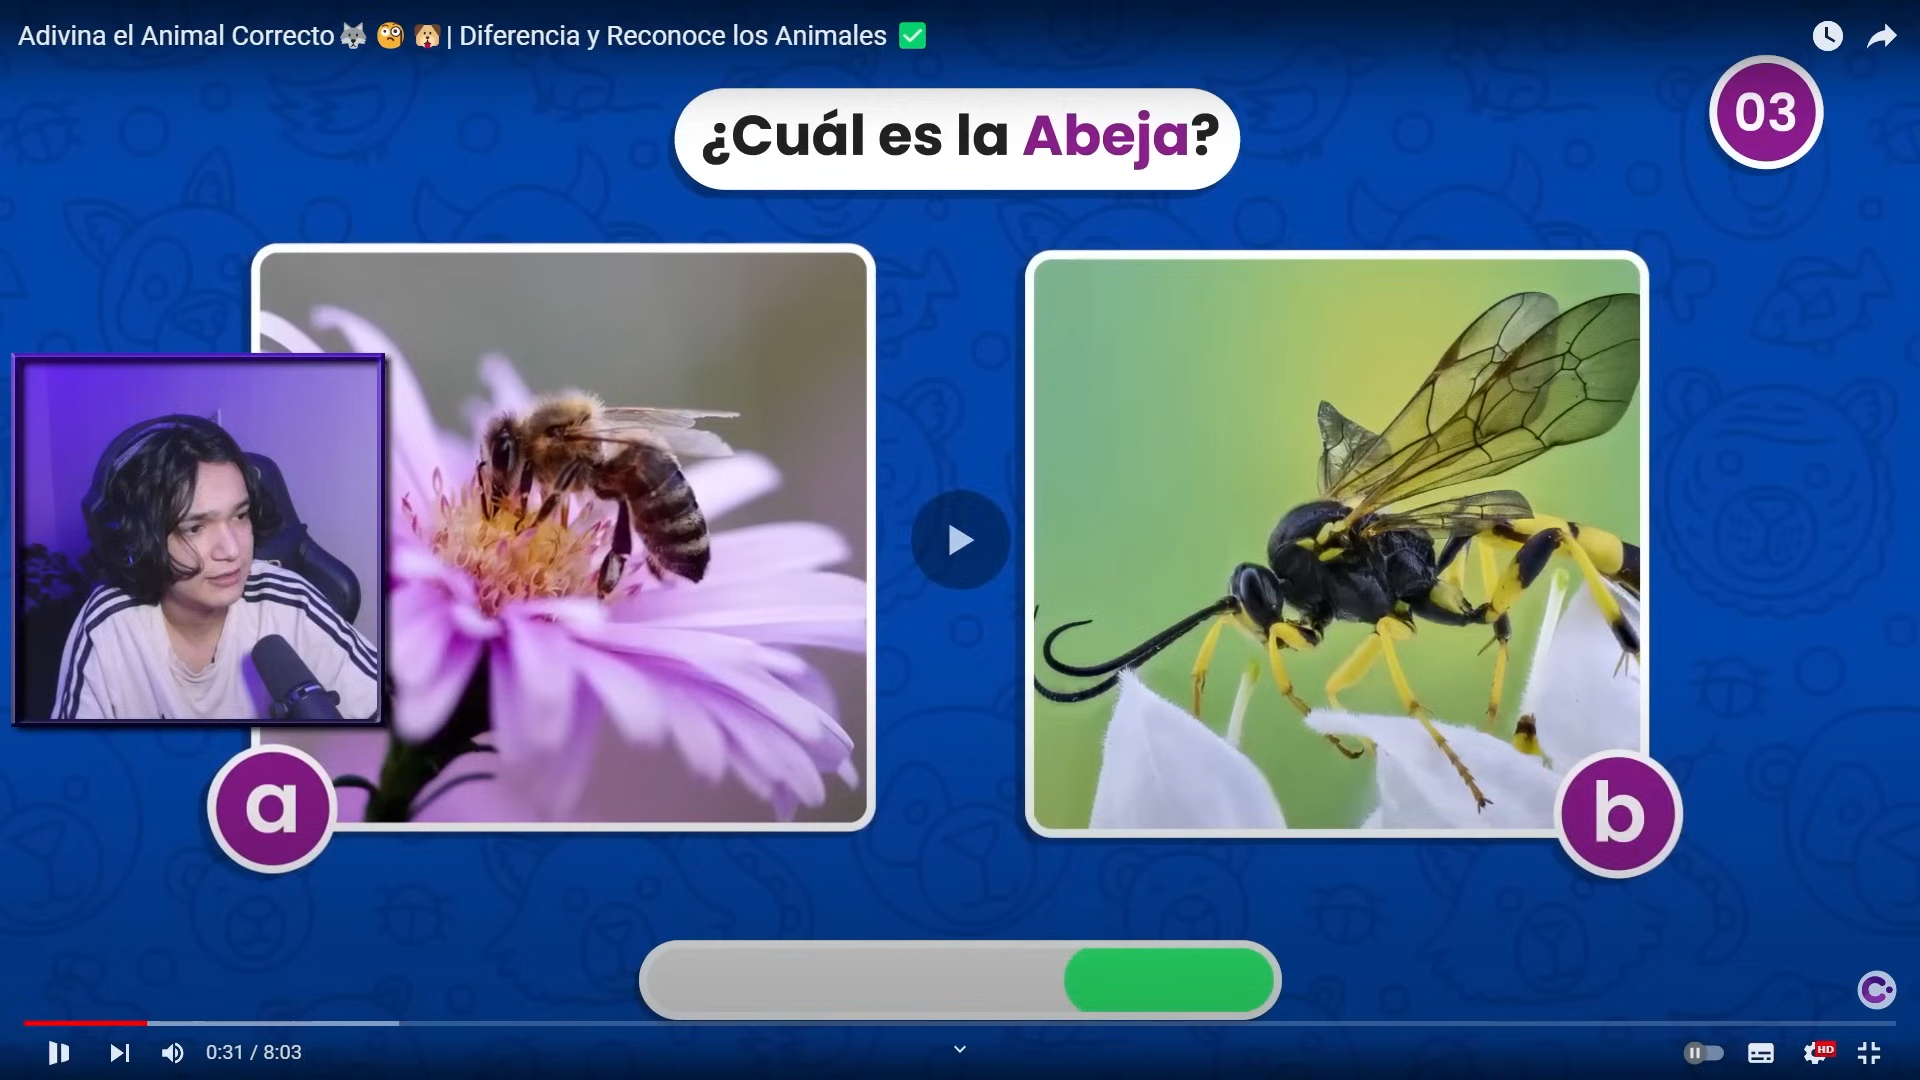 Adivina el Animal Correcto🐺 🧐 🐶| Diferencia y Reconoce los Animales ✅
03
¿Cuál es la Abeja?
a
b
0:31 / 8:03
HD